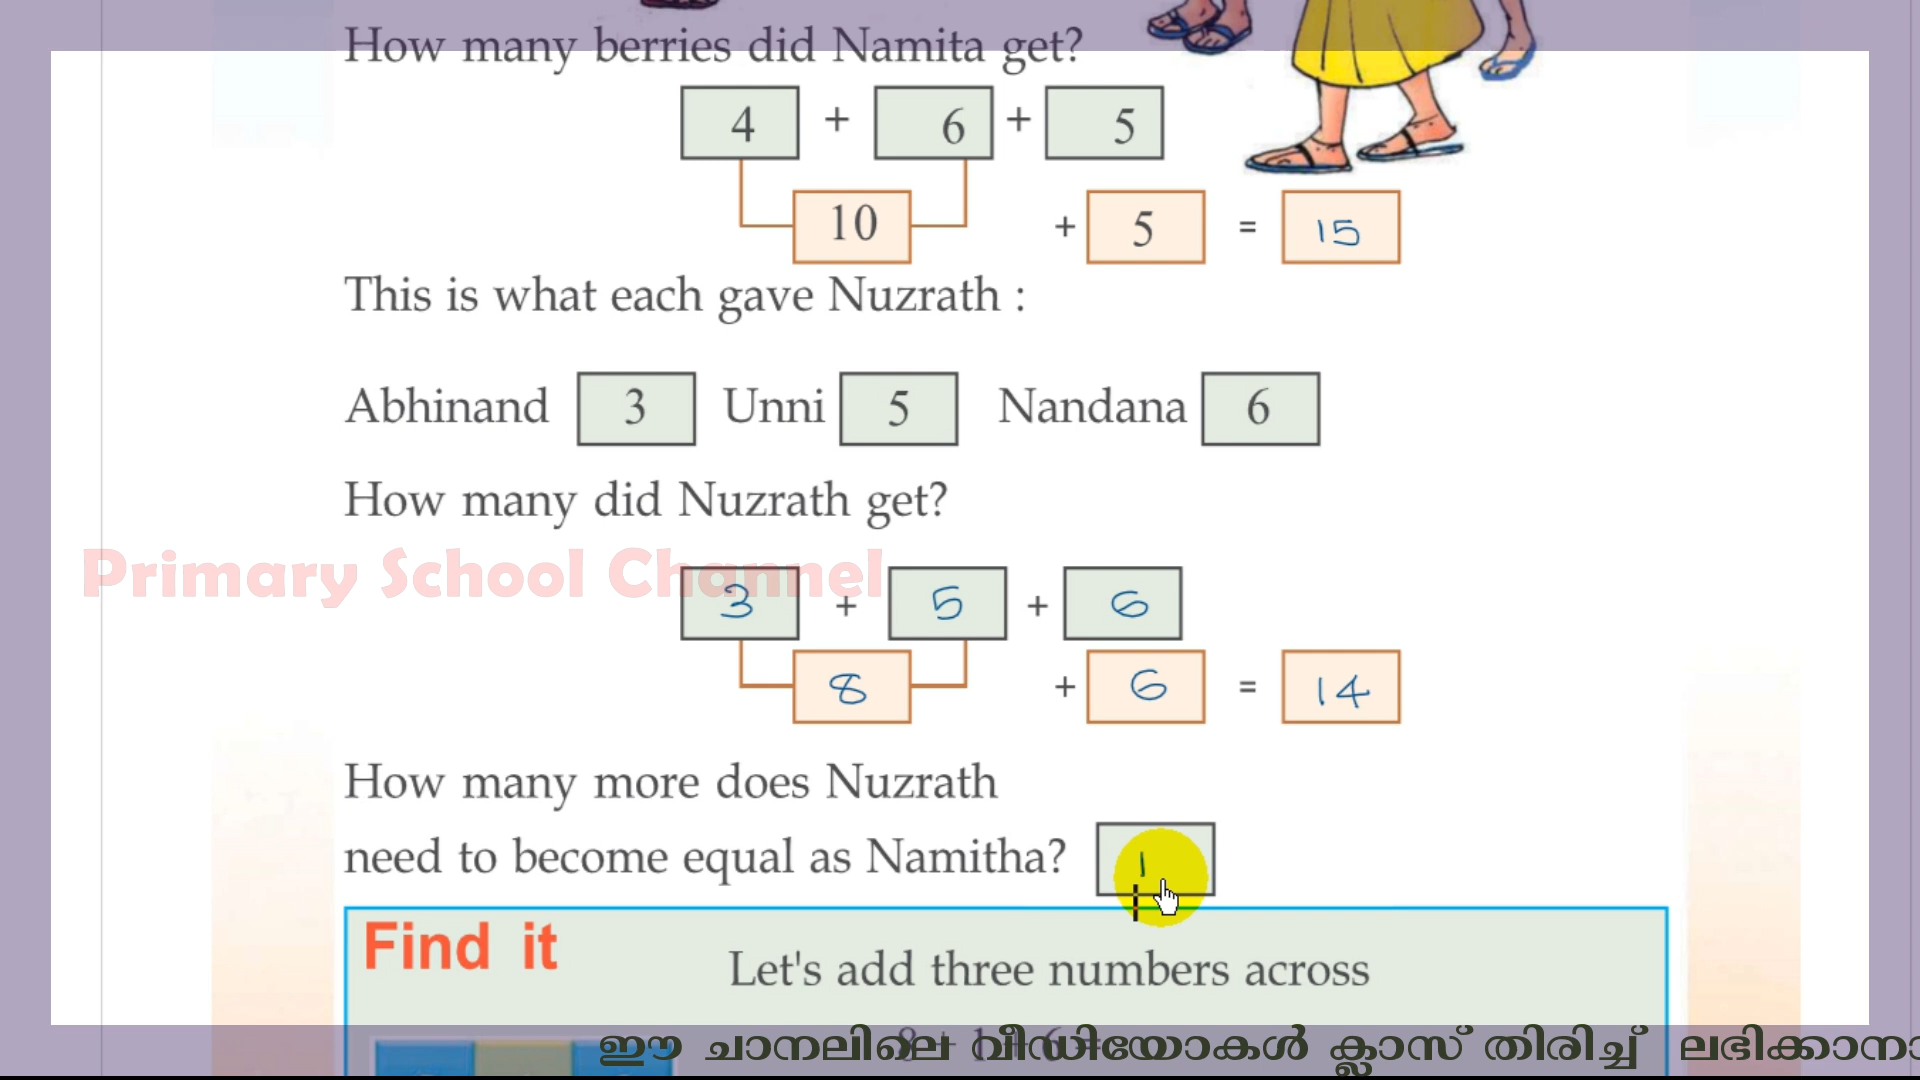 How many berries did Namita get?
4 + 6 + 5
10 + 5 = 15
This is what each gave Nuzrath :
Abhinand 3 Unni 5 Nandana 6
How many did Nuzrath get?
Primary School Channel
3 + 5 + 6
8 + 6 = 14
How many more does Nuzrath
need to become equal as Namitha? 1
Find it
Let's add three numbers across
ഈ ചാനലിലെ വീഡിയോകൾ ക്ലാസ് തിരിച്ച്